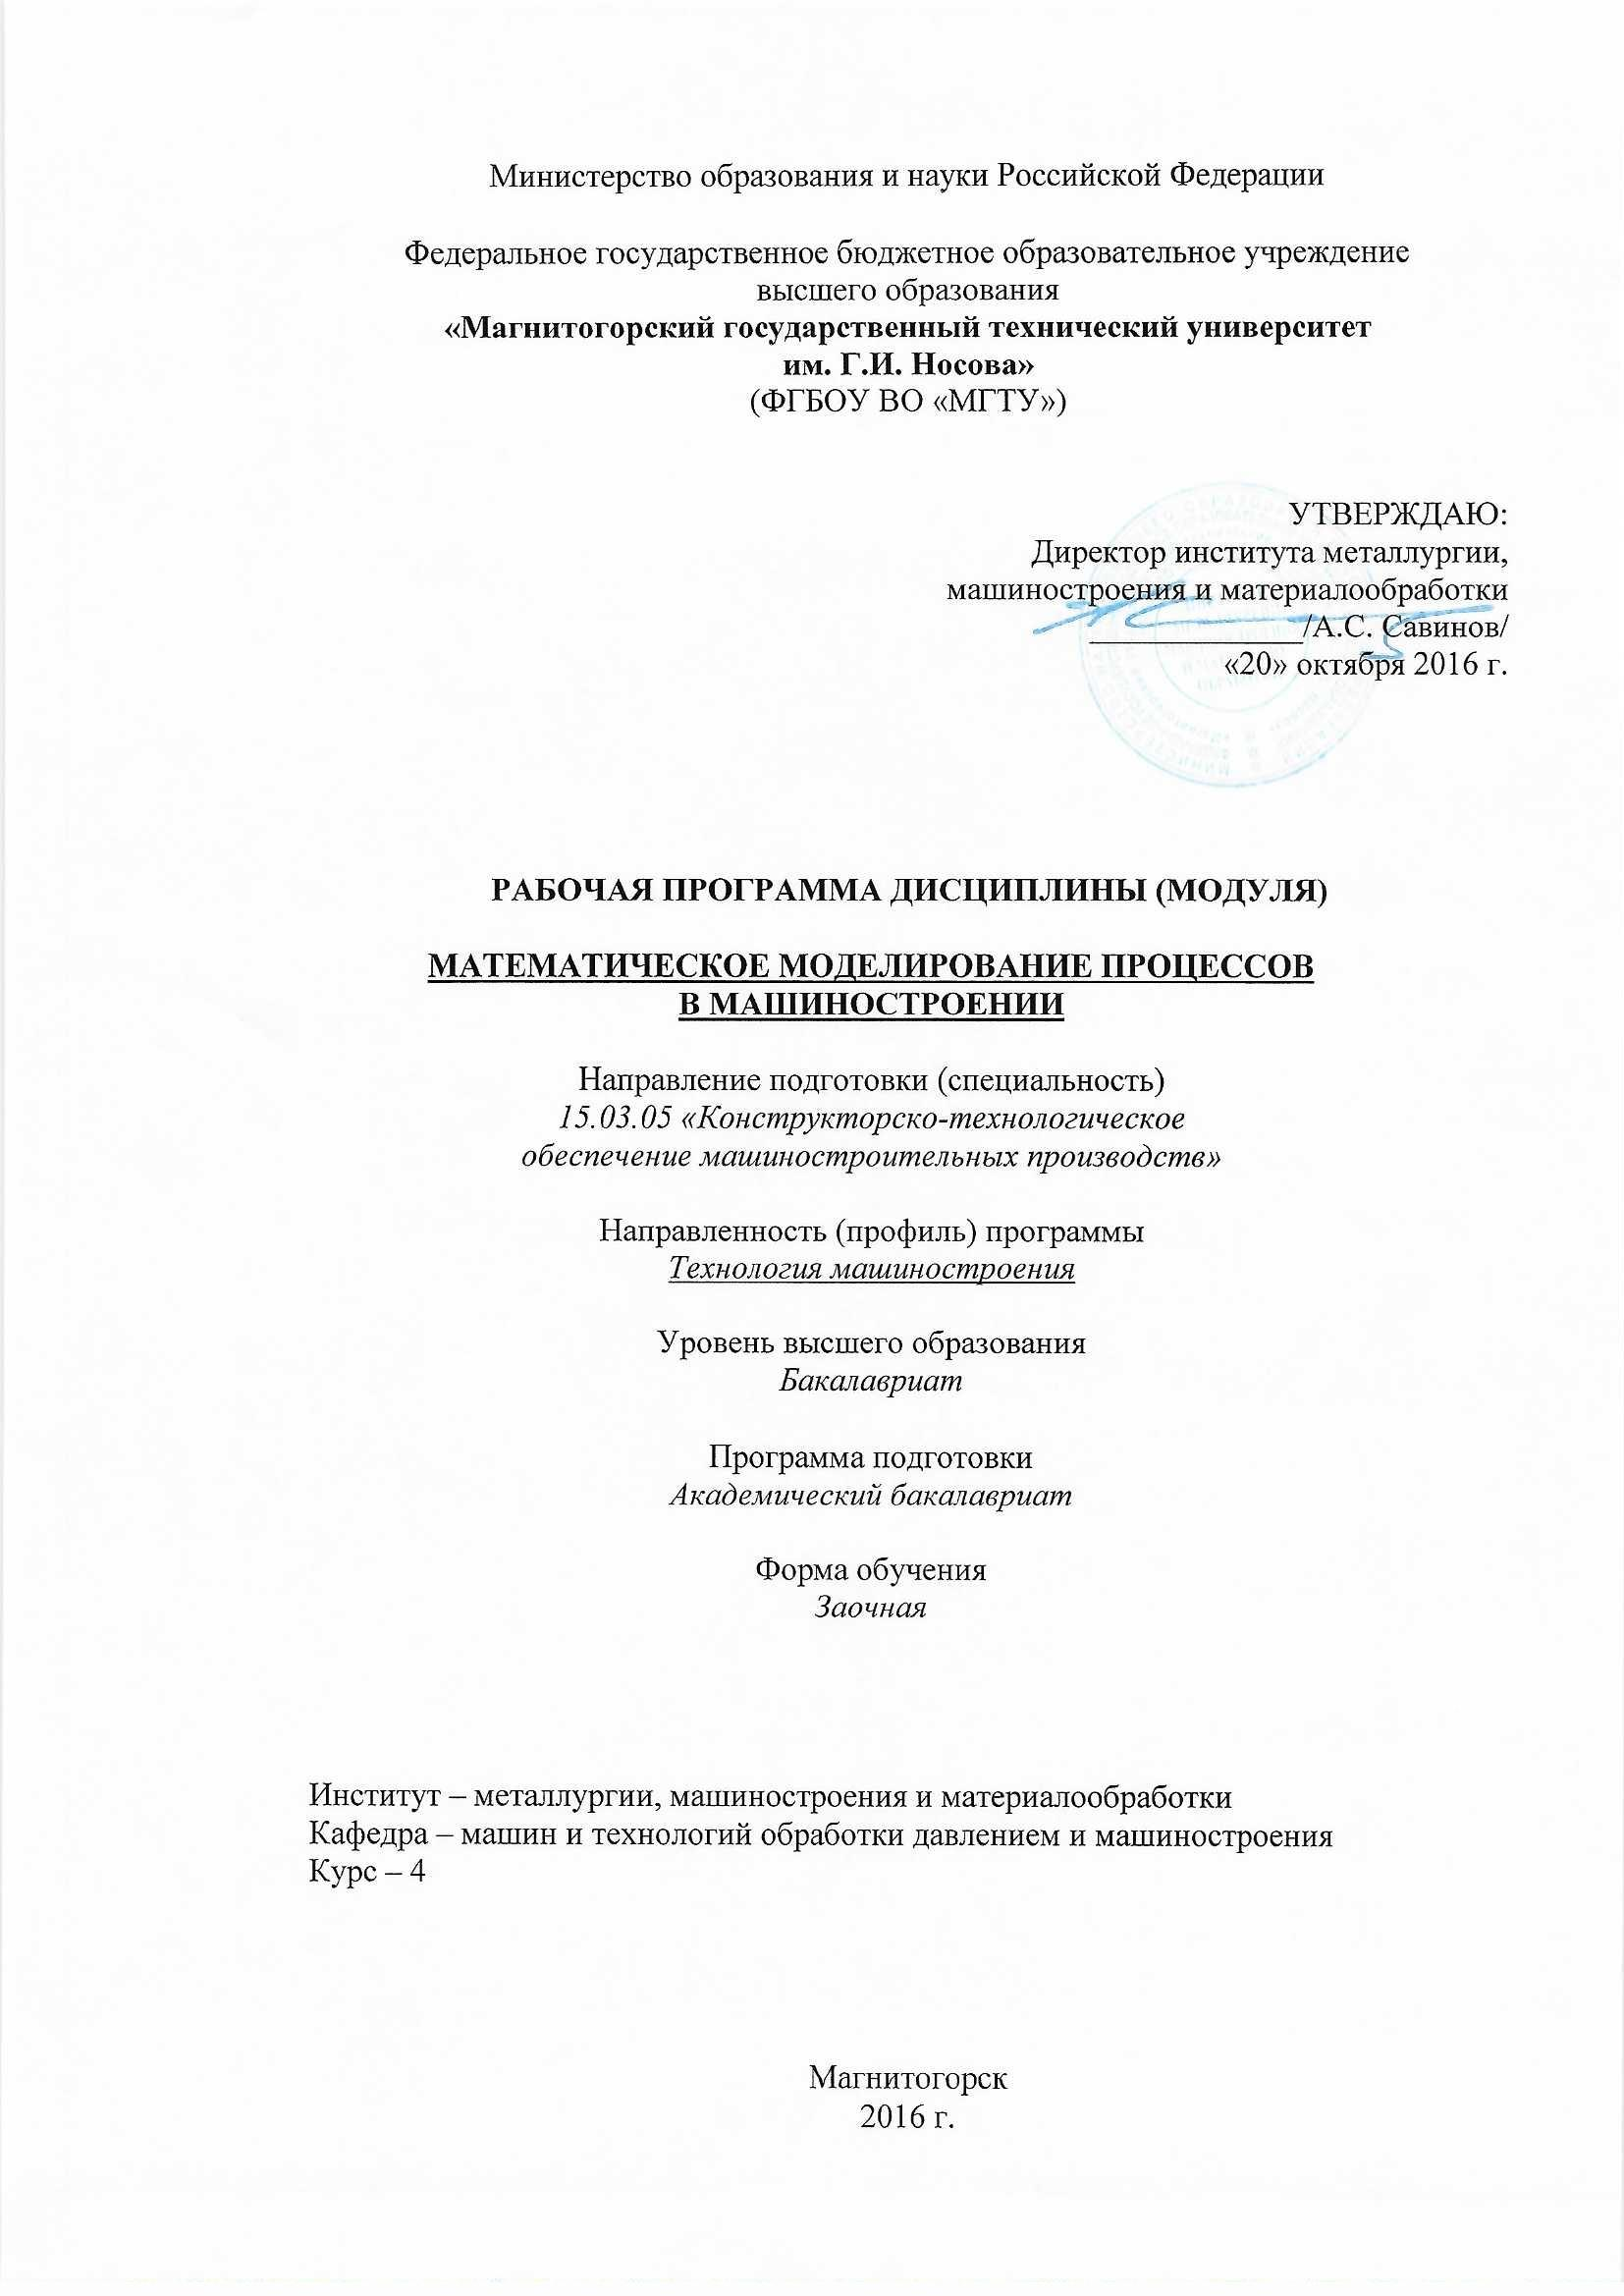 Министерство образования и науки Российской Федерации
Федеральное государственное бюджетное образовательное учреждение
высшего образования
«Магнитогорский государственный технический университет
им. Г.И. Носова»
(ФГБОУ ВО «МГТУ»)
УТВЕРЖДАЮ:
Директор института металлургии,
машиностроения и материалообработки
/А.С. Савинов/
«20» октября 2016 г.
РАБОЧАЯ ПРОГРАММА ДИСЦИПЛИНЫ (МОДУЛЯ)
МАТЕМАТИЧЕСКОЕ МОДЕЛИРОВАНИЕ ПРОЦЕССОВ
В МАШИНОСТРОЕНИИ
Направление подготовки (специальность)
15.03.05 «Конструкторско-технологическое
обеспечение машиностроительных производств»
Направленность (профиль) программы
Технология машиностроения
Уровень высшего образования
Бакалавриат
Программа подготовки
Академический бакалавриат
Форма обучения
Заочная
Институт – металлургии, машиностроения и материалообработки
Кафедра – машин и технологий обработки давлением и машиностроения
Курс – 4
Магнитогорск
2016 г.